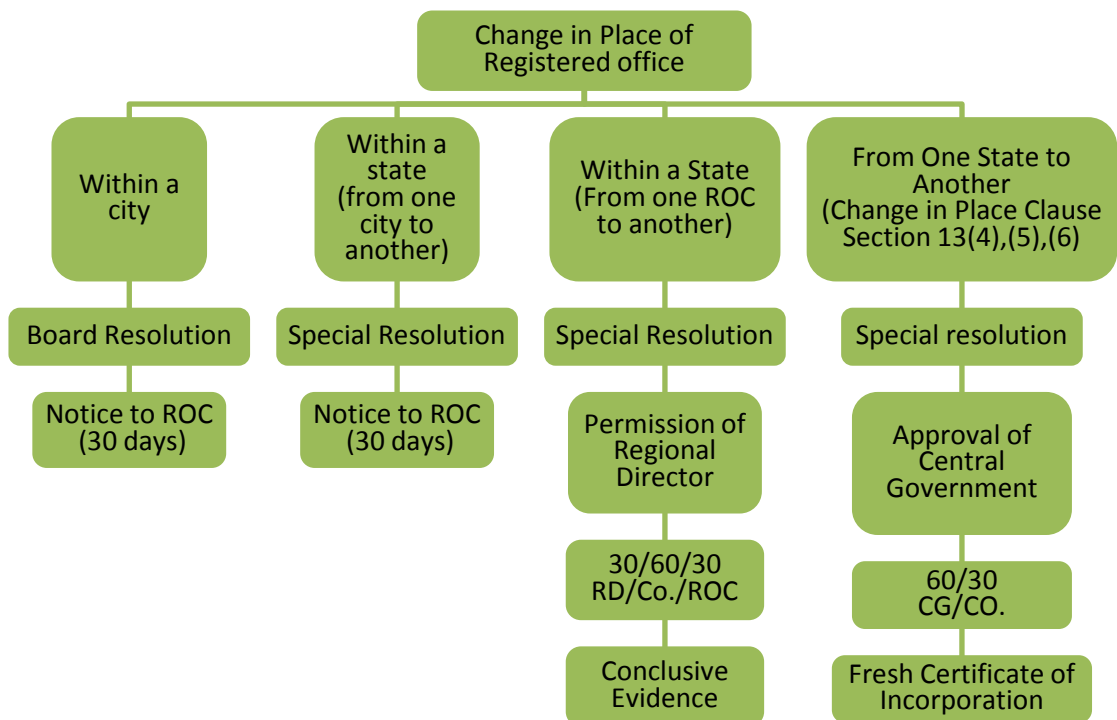 Change in Place of
Registered office
Within a
city
Board Resolution
Notice to ROC
(30 days)
Within a
state
(from one
city to
another)
Special Resolution
Notice to ROC
(30 days)
Within a State
(From one ROC
to another)
Special Resolution
Permission of
Regional
Director
30/60/30
RD/Co./ROC
Conclusive
Evidence
From One State to
Another
(Change in Place Clause
Section 13(4),(5),(6)
Special resolution
Approval of
Central
Government
60/30
CG/CO.
Fresh Certificate of
Incorporation